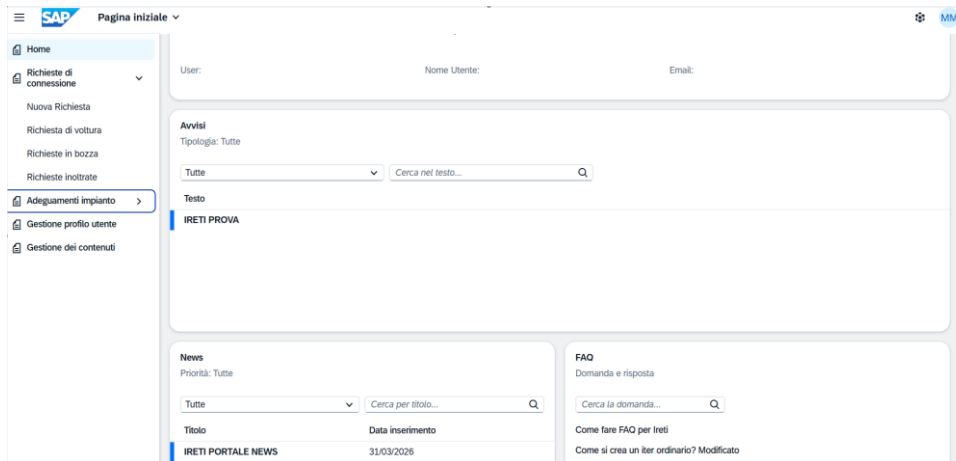 SAP Pagina iniziale MM
Home
Richieste di
connessione
Nuova Richiesta
Richiesta di voltura
Richieste in bozza
Richieste inoltrate
Adeguamenti impianto
Gestione profilo utente
Gestione dei contenuti
User: Nome Utente: Email:
Avvisi
Tipologia: Tutte
Tutte Cerca nel testo...
Testo
IRETI PROVA
News
Priorità: Tutte
Tutte Cerca per titolo...
Titolo Data inserimento
IRETI PORTALE NEWS 31/03/2026
FAQ
Domanda e risposta
Cerca la domanda...
Come fare FAQ per Ireti
Come si crea un iter ordinario? Modificato